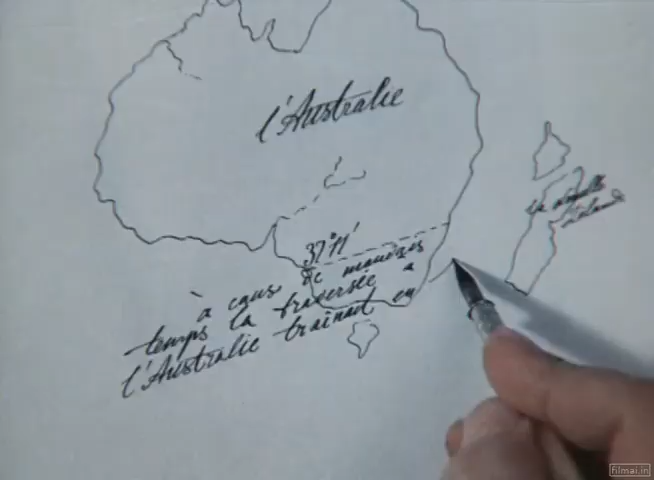 l'Australie
37°11'
à cause de mauvais
temps la traversée à
l'Australie traînait en
La nouvelle
Zélande
filmai.in